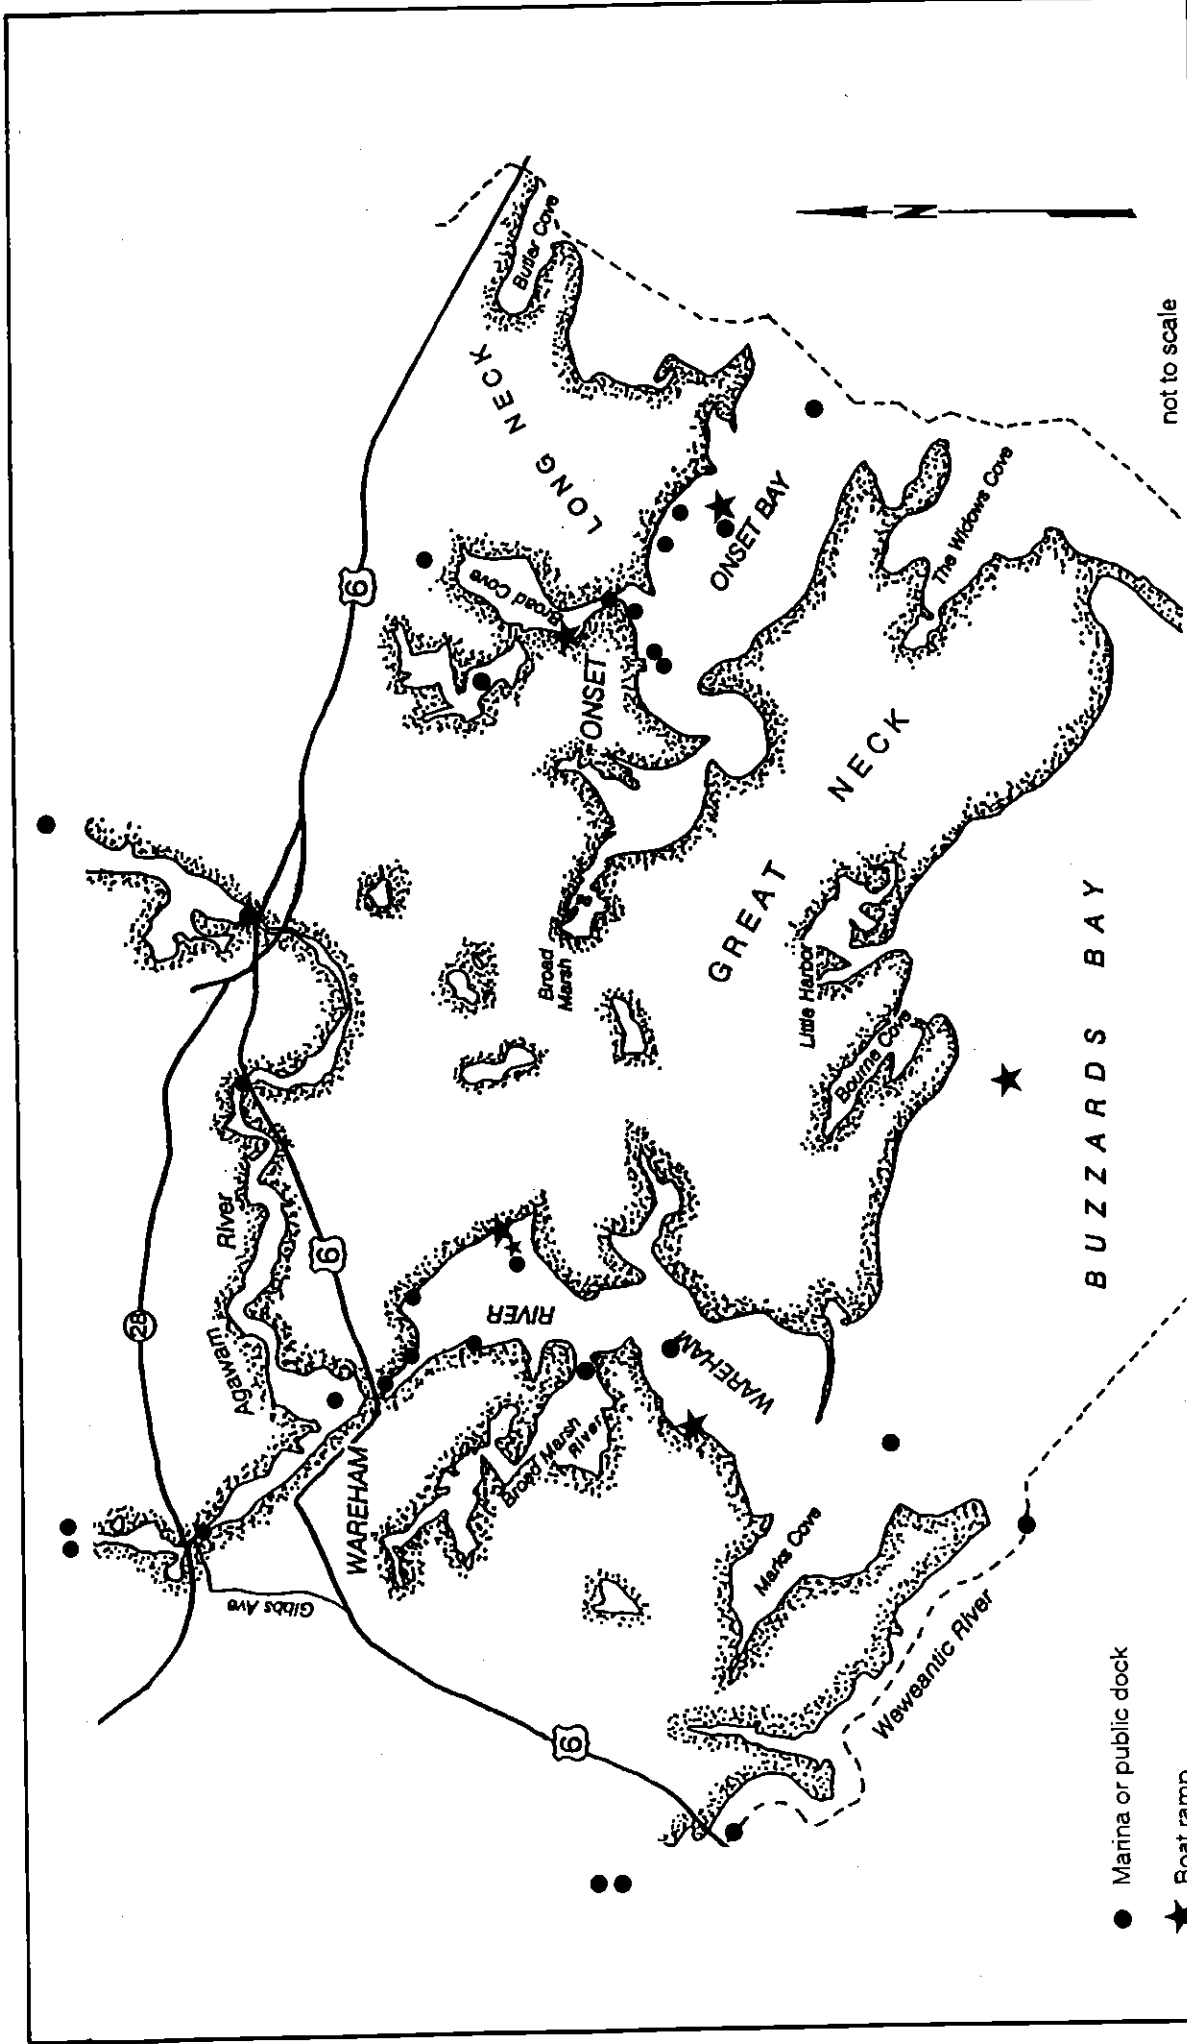 28
6
6
6
Gibbs Ave
Agawam River
WAREHAM
Broad Marsh
River
WAREHAM RIVER
Marks Cove
Weweantic River
Broad
Marsh
Broad Cove
ONSET
ONSET BAY
LONG NECK
Butler Cove
GREAT NECK
Little Harbor
Bourne Cove
The Widows Cove
BUZZARDS BAY
N
not to scale
Marina or public dock
Boat ramp